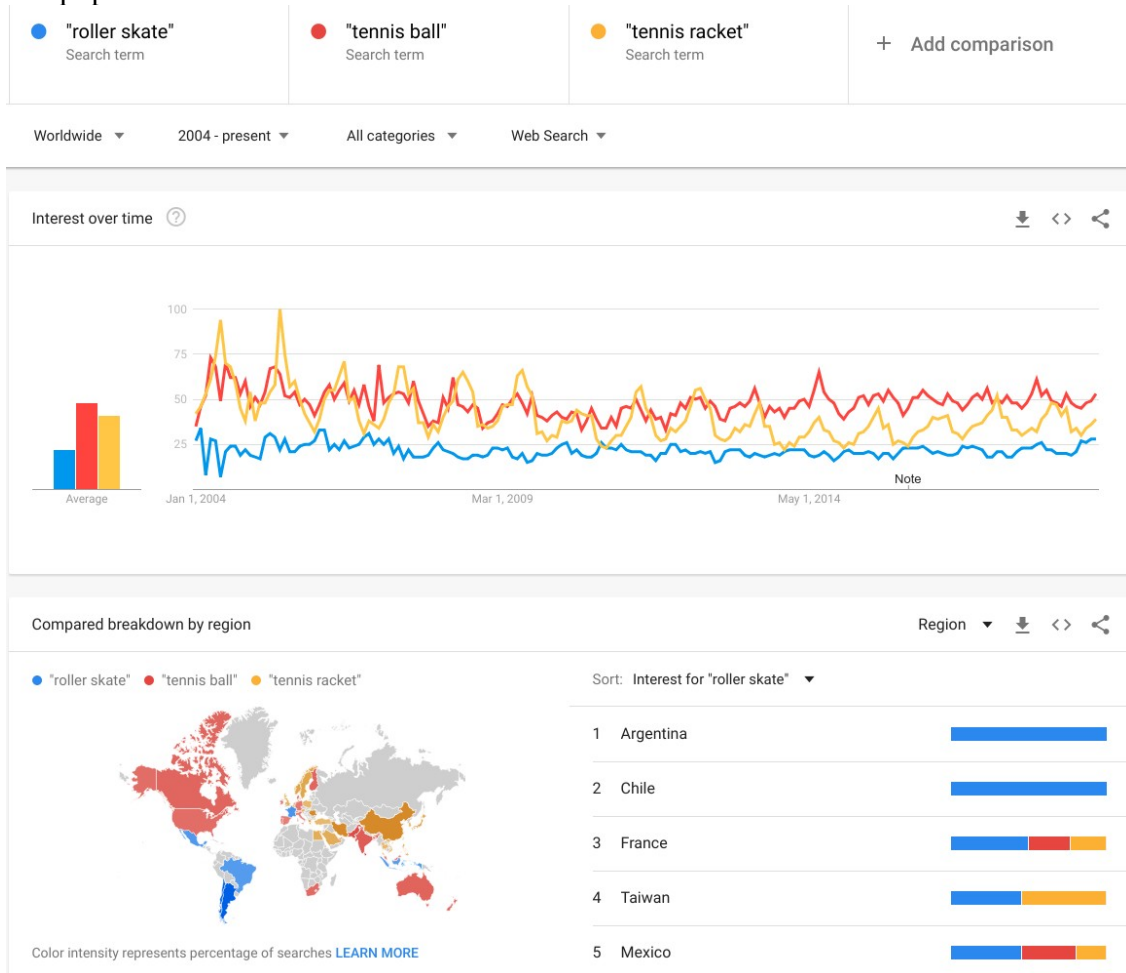 "roller skate"
Search term
"tennis ball"
Search term
"tennis racket"
Search term
+ Add comparison
Worldwide
2004 - present
All categories
Web Search
Interest over time
100
75
50
25
Note
Average
Jan 1, 2004
Mar 1, 2009
May 1, 2014
Compared breakdown by region
Region
"roller skate" "tennis ball" "tennis racket"
Sort: Interest for "roller skate"
1 Argentina
2 Chile
3 France
4 Taiwan
5 Mexico
Color intensity represents percentage of searches LEARN MORE